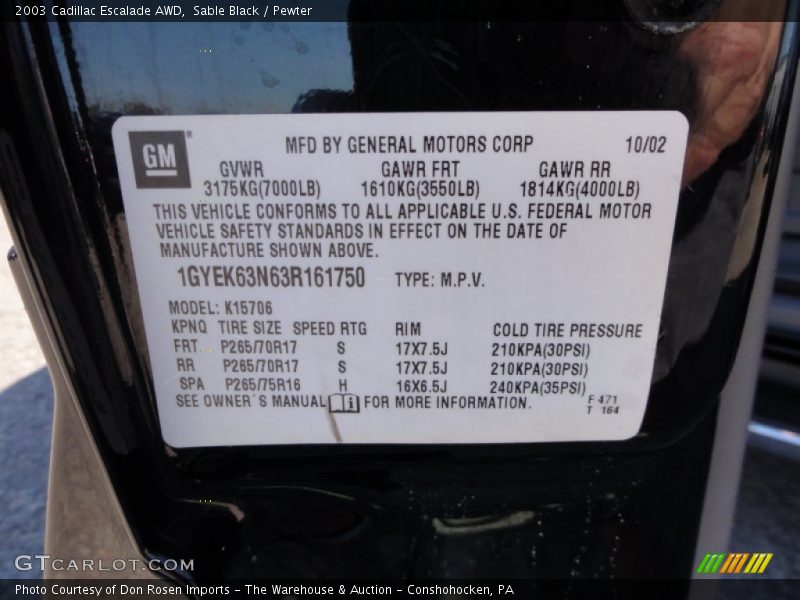 2003 Cadillac Escalade AWD, Sable Black / Pewter
GM®
MFD BY GENERAL MOTORS CORP 10/02
GVWR GAWR FRT GAWR RR
3175KG(7000LB) 1610KG(3550LB) 1814KG(4000LB)
THIS VEHICLE CONFORMS TO ALL APPLICABLE U.S. FEDERAL MOTOR
VEHICLE SAFETY STANDARDS IN EFFECT ON THE DATE OF
MANUFACTURE SHOWN ABOVE.
1GYEK63N63R161750 TYPE: M.P.V.
MODEL: K15706
KPNQ TIRE SIZE SPEED RTG RIM COLD TIRE PRESSURE
FRT P265/70R17 S 17X7.5J 210KPA(30PSI)
RR P265/70R17 S 17X7.5J 210KPA(30PSI)
SPA P265/75R16 H 16X6.5J 240KPA(35PSI)
SEE OWNER'S MANUAL FOR MORE INFORMATION.
F 471
T 164
GTCARLOT.COM
Photo Courtesy of Don Rosen Imports – The Warehouse & Auction – Conshohocken, PA